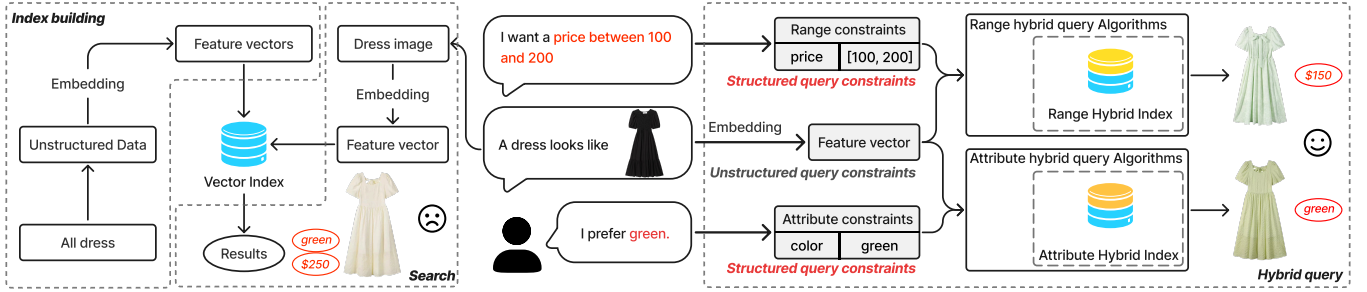 Index building
Feature vectors
Embedding
Unstructured Data
All dress
Dress image
Embedding
Feature vector
Vector Index
Results
green
$250
Search
I want a price between 100
and 200
A dress looks like
I prefer green.
Range constraints
price
[100, 200]
Structured query constraints
Embedding
Feature vector
Unstructured query constraints
Attribute constraints
color
green
Structured query constraints
Range hybrid query Algorithms
Range Hybrid Index
Attribute hybrid query Algorithms
Attribute Hybrid Index
$150
green
Hybrid query